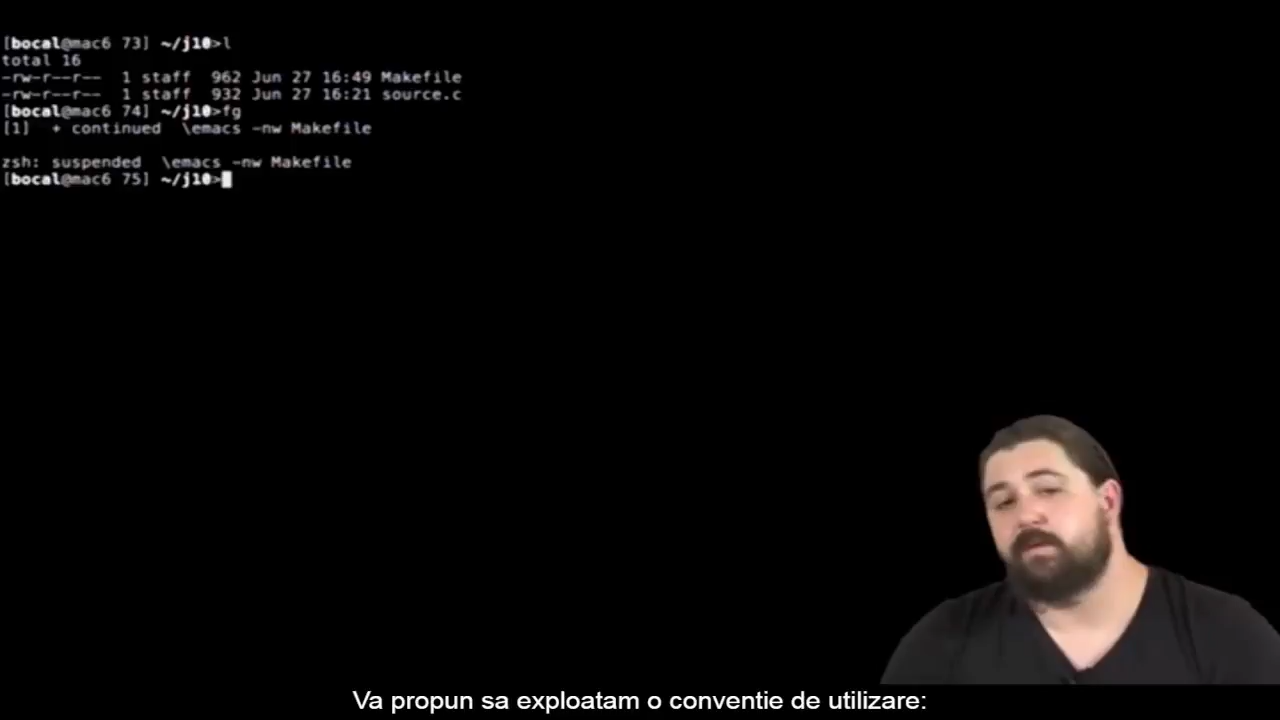 [bocal@mac6 73] ~/j10>l
total 16
-rw-r--r-- 1 staff 962 Jun 27 16:49 Makefile
-rw-r--r-- 1 staff 932 Jun 27 16:21 source.c
[bocal@mac6 74] ~/j10>fg
[1] + continued \emacs -nw Makefile
zsh: suspended \emacs -nw Makefile
[bocal@mac6 75] ~/j10>
Va propun sa exploatam o conventie de utilizare: